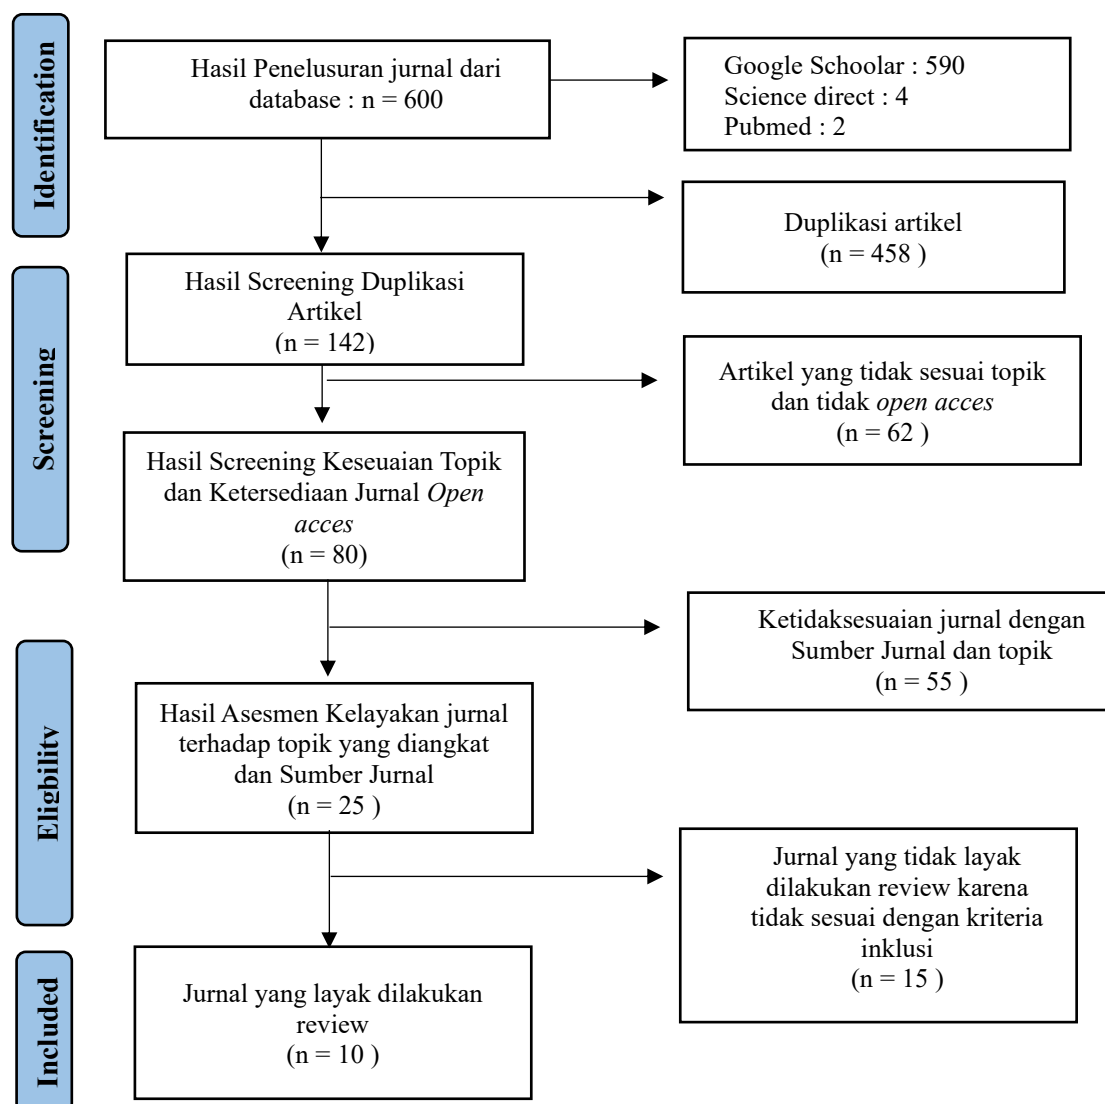 Identification
Hasil Penelusuran jurnal dari
database : n = 600
Google Schoolar : 590
Science direct : 4
Pubmed : 2
Duplikasi artikel
(n = 458 )
Screening
Hasil Screening Duplikasi
Artikel
(n = 142)
Artikel yang tidak sesuai topik
dan tidak open acces
(n = 62 )
Hasil Screening Keseuaian Topik
dan Ketersediaan Jurnal Open
acces
(n = 80)
Ketidaksesuaian jurnal dengan
Sumber Jurnal dan topik
(n = 55 )
Eligbility
Hasil Asesmen Kelayakan jurnal
terhadap topik yang diangkat
dan Sumber Jurnal
(n = 25 )
Jurnal yang tidak layak
dilakukan review karena
tidak sesuai dengan kriteria
inklusi
(n = 15 )
Included
Jurnal yang layak dilakukan
review
(n = 10 )